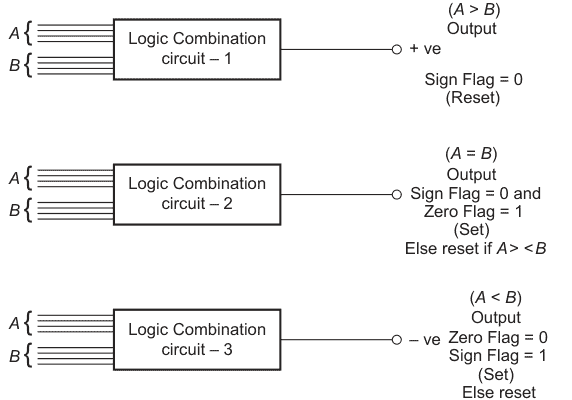 (A > B)
Output
A{
B{
Logic Combination
circuit – 1
+ ve
Sign Flag = 0
(Reset)
(A = B)
Output
A{
B{
Logic Combination
circuit – 2
Sign Flag = 0 and
Zero Flag = 1
(Set)
Else reset if A> <B
(A < B)
Output
A{
B{
Logic Combination
circuit – 3
– ve Zero Flag = 0
Sign Flag = 1
(Set)
Else reset